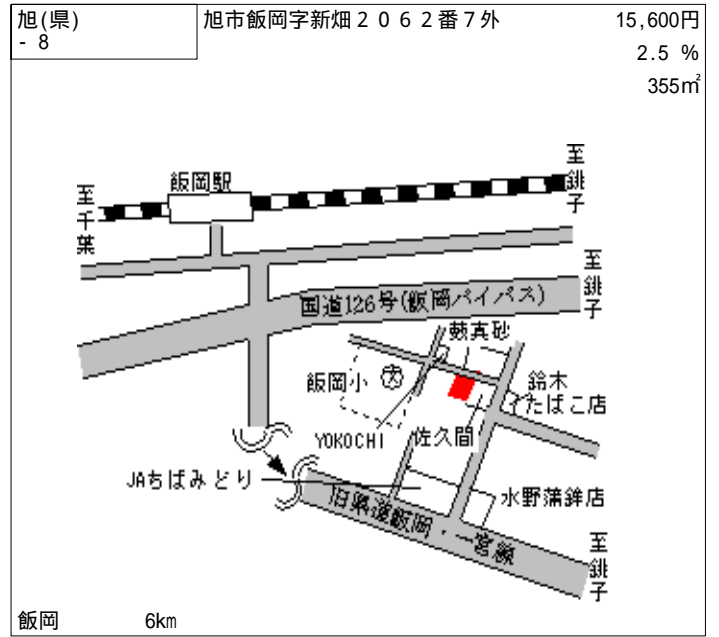 旭(県)
- 8
旭市飯岡字新畑２０６２番７外
15,600円
2.5 %
355㎡
至千葉
飯岡駅
至銚子
至銚子
国道126号(飯岡バイパス)
麩真砂
飯岡小
文
鈴木
たばこ店
YOKOCHI
佐久間
JAちばみどり
水野蒲鉾店
旧県道飯岡・一宮線
至銚子
飯岡 6km